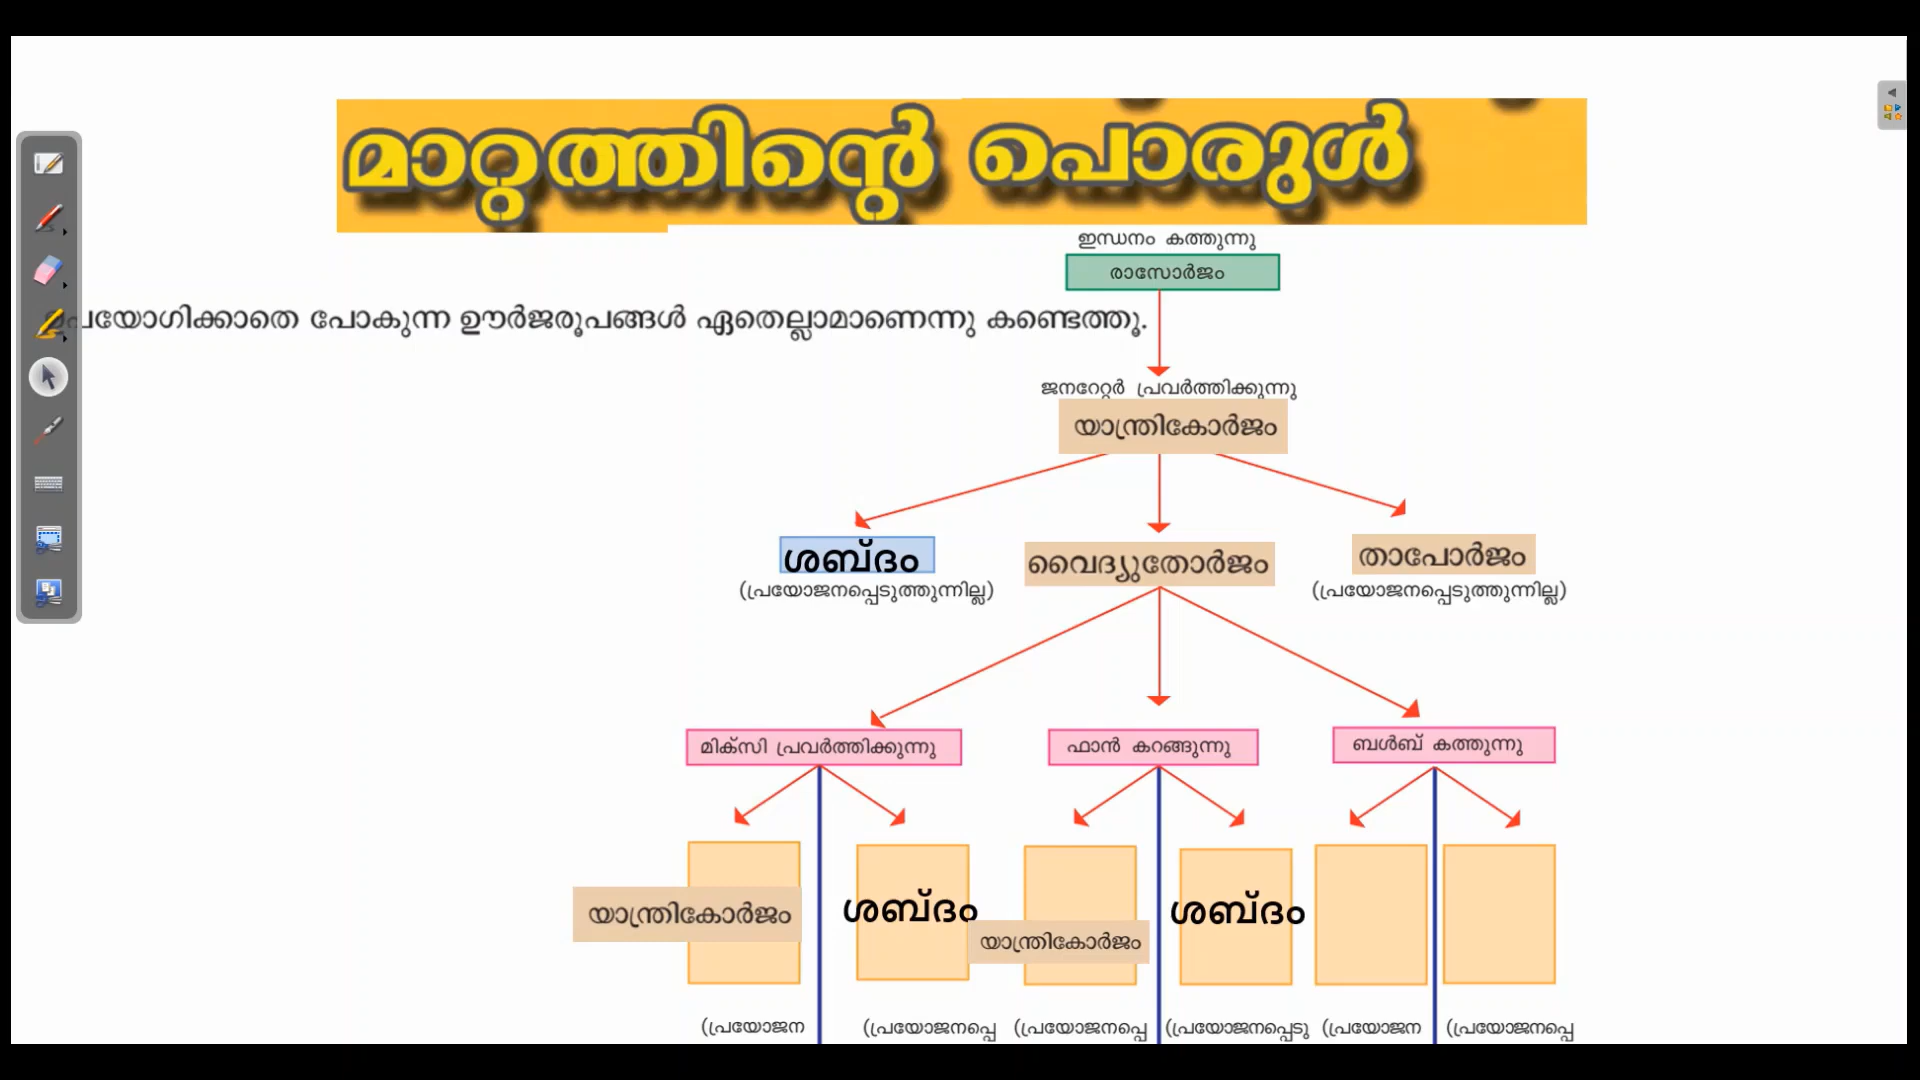 മാറ്റത്തിന്റെ പൊരുൾ
ഇന്ധനം കത്തുന്നു
രാസോർജം
ഉപയോഗിക്കാതെ പോകുന്ന ഊർജരൂപങ്ങൾ ഏതെല്ലാമാണെന്നു കണ്ടെത്തൂ.
ജനറേറ്റർ പ്രവർത്തിക്കുന്നു
യാന്ത്രികോർജം
ശബ്ദം
വൈദ്യുതോർജം
താപോർജം
(പ്രയോജനപ്പെടുത്തുന്നില്ല)
(പ്രയോജനപ്പെടുത്തുന്നില്ല)
മിക്സി പ്രവർത്തിക്കുന്നു
ഫാൻ കറങ്ങുന്നു
ബൾബ് കത്തുന്നു
യാന്ത്രികോർജം
ശബ്ദം
യാന്ത്രികോർജം
ശബ്ദം
(പ്രയോജന
(പ്രയോജനപ്പെ
(പ്രയോജനപ്പെ
(പ്രയോജനപ്പെടു
(പ്രയോജന
(പ്രയോജനപ്പെ